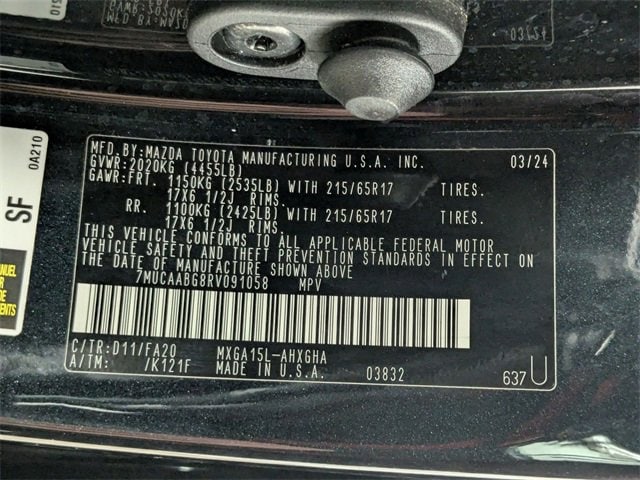 03/24
MFD.BY:MAZDA TOYOTA MANUFACTURING U.S.A. INC. 03/24
GVWR:2020KG (4455LB)
GAWR:FRT. 1150KG (2535LB) WITH 215/65R17 TIRES.
17X6 1/2J RIMS.
RR. 1100KG (2425LB) WITH 215/65R17 TIRES.
17X6 1/2J RIMS.
THIS VEHICLE CONFORMS TO ALL APPLICABLE FEDERAL MOTOR
VEHICLE SAFETY AND THEFT PREVENTION STANDARDS IN EFFECT ON
THE DATE OF MANUFACTURE SHOWN ABOVE
7MUCAABG8RV091058 MPV
C/TR:D11/FA20 MXGA15L-AHXGHA
A/TM: /K121F MADE IN U.S.A. 03832 637U
SF
0A210